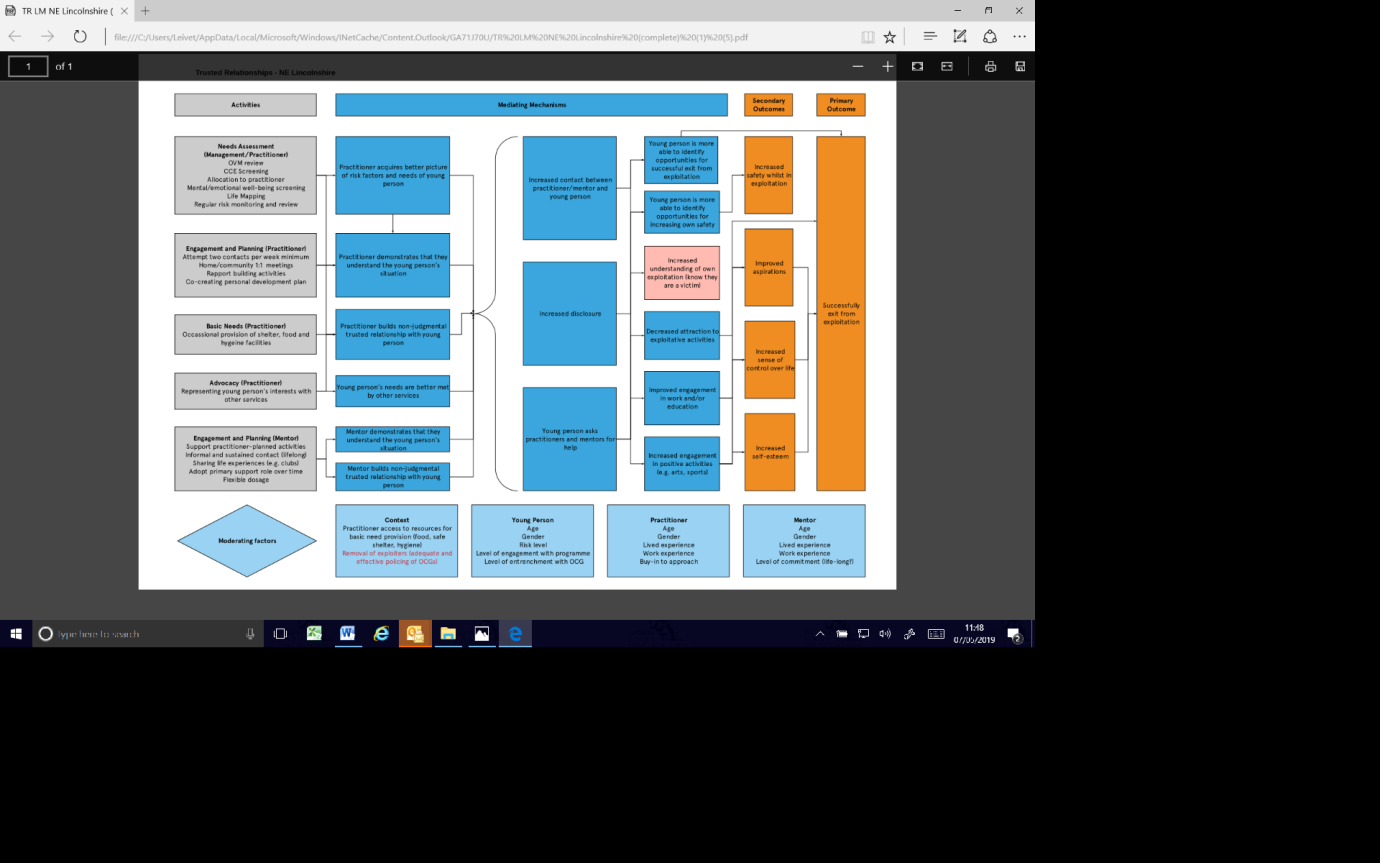 TR LM NE Lincolnshire (
file:///C:/Users/Leivet/AppData/Local/Microsoft/Windows/INetCache/Content.Outlook/GA71J70U/TR%20LM%20NE%20Lincolnshire%20(complete)%20(1)%20(5).pdf
1 of 1
Trusted Relationships - NE Lincolnshire
Activities
Mediating Mechanisms
Secondary
Outcomes
Primary
Outcome
Needs Assessment
(Management/Practitioner)
OVM review
CCE Screening
Allocation to practitioner
Mental/emotional well-being screening
Life Mapping
Regular risk monitoring and review
Engagement and Planning (Practitioner)
Attempt two contacts per week minimum
Home/community 1:1 meetings
Rapport building activities
Co-creating personal development plan
Basic Needs (Practitioner)
Occassional provision of shelter, food and
hygeine facilities
Advocacy (Practitioner)
Representing young person's interests with
other services
Engagement and Planning (Mentor)
Support practitioner-planned activities
Informal and sustained contact (lifelong)
Sharing life experiences (e.g. clubs)
Adopt primary support role over time
Flexible dosage
Practitioner acquires better picture
of risk factors and needs of young
person
Practitioner demonstrates that they
understand the young person's
situation
Practitioner builds non-judgmental
trusted relationship with young
person
Young person's needs are better met
by other services
Mentor demonstrates that they
understand the young person's
situation
Mentor builds non-judgmental
trusted relationship with young
person
Increased contact between
practitioner/mentor and
young person
Increased disclosure
Young person asks
practitioners and mentors for
help
Young person is more
able to identify
opportunities for
successful exit from
exploitation
Young person is more
able to identify
opportunities for
increasing own safety
Increased
understanding of own
exploitation (know they
are a victim)
Decreased attraction to
exploitative activities
Improved engagement
in work and/or
education
Increased engagement
in positive activities
(e.g. arts, sports)
Increased
safety whilst in
exploitation
Improved
aspirations
Increased
sense of
control over life
Increased
self-esteem
Successfully
exit from
exploitation
Moderating factors
Context
Practitioner access to resources for
basic need provision (food, safe
shelter, hygiene)
Removal of exploiters (adequate and
effective policing of OCGs)
Young Person
Age
Gender
Risk level
Level of engagement with programme
Level of entrenchment with OCG
Practitioner
Age
Gender
Lived experience
Work experience
Buy-in to approach
Mentor
Age
Gender
Lived experience
Work experience
Level of commitment (life-long?)
Type here to search
11:48
07/05/2019
2